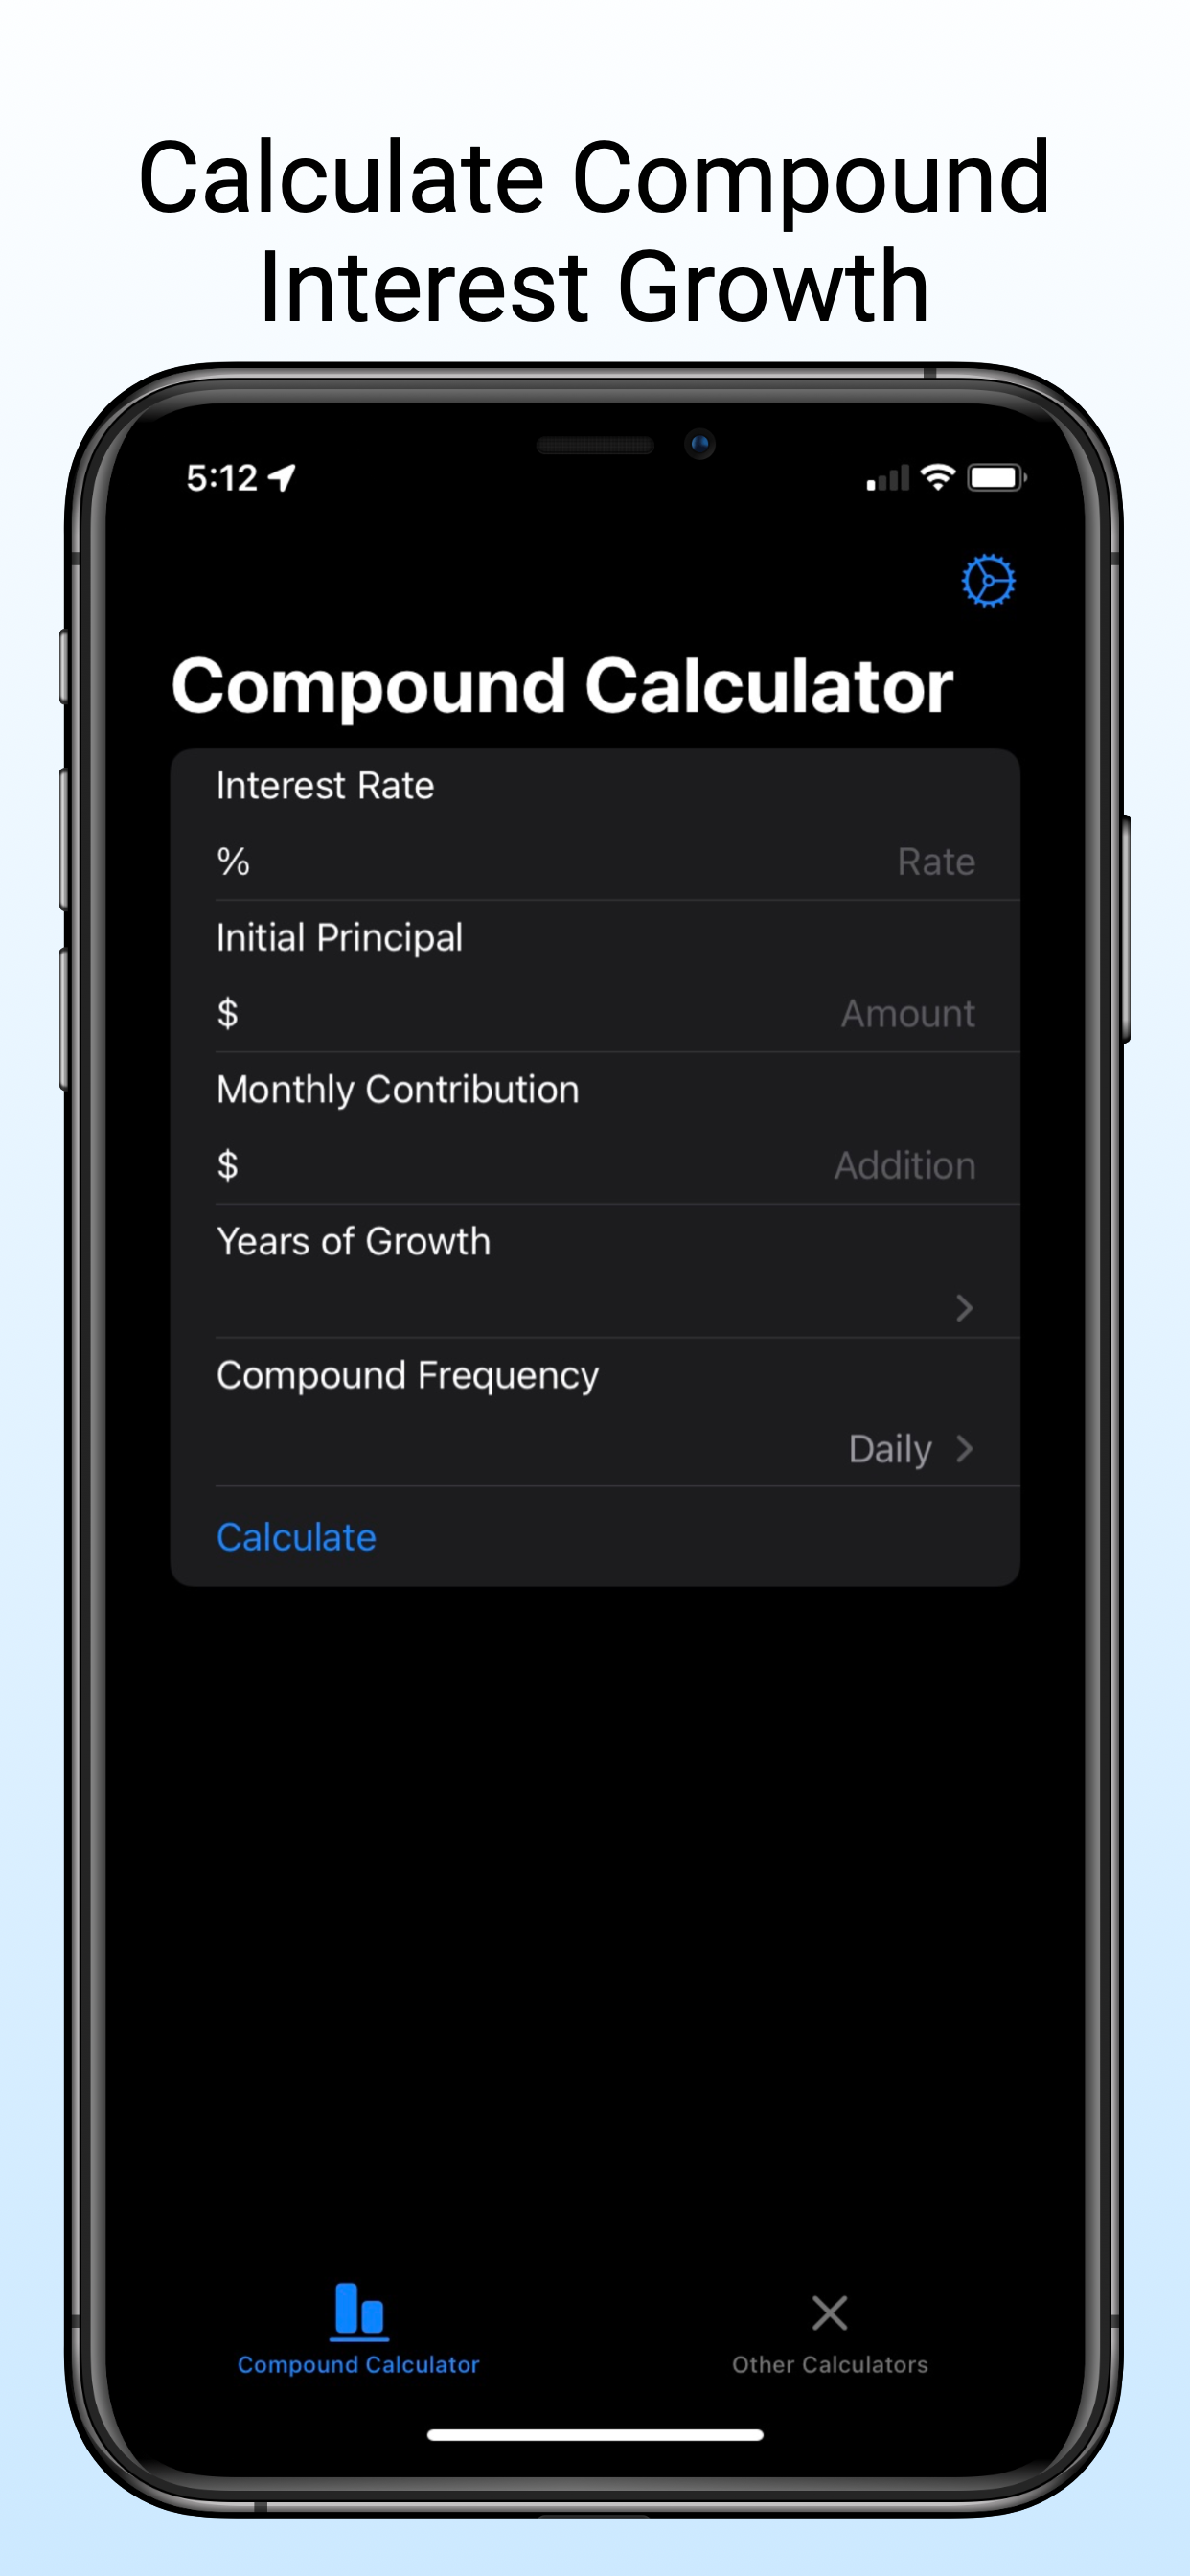 Calculate Compound
Interest Growth
5:12
Compound Calculator
Interest Rate
% Rate
Initial Principal
$ Amount
Monthly Contribution
$ Addition
Years of Growth
Compound Frequency
Daily
Calculate
Compound Calculator Other Calculators